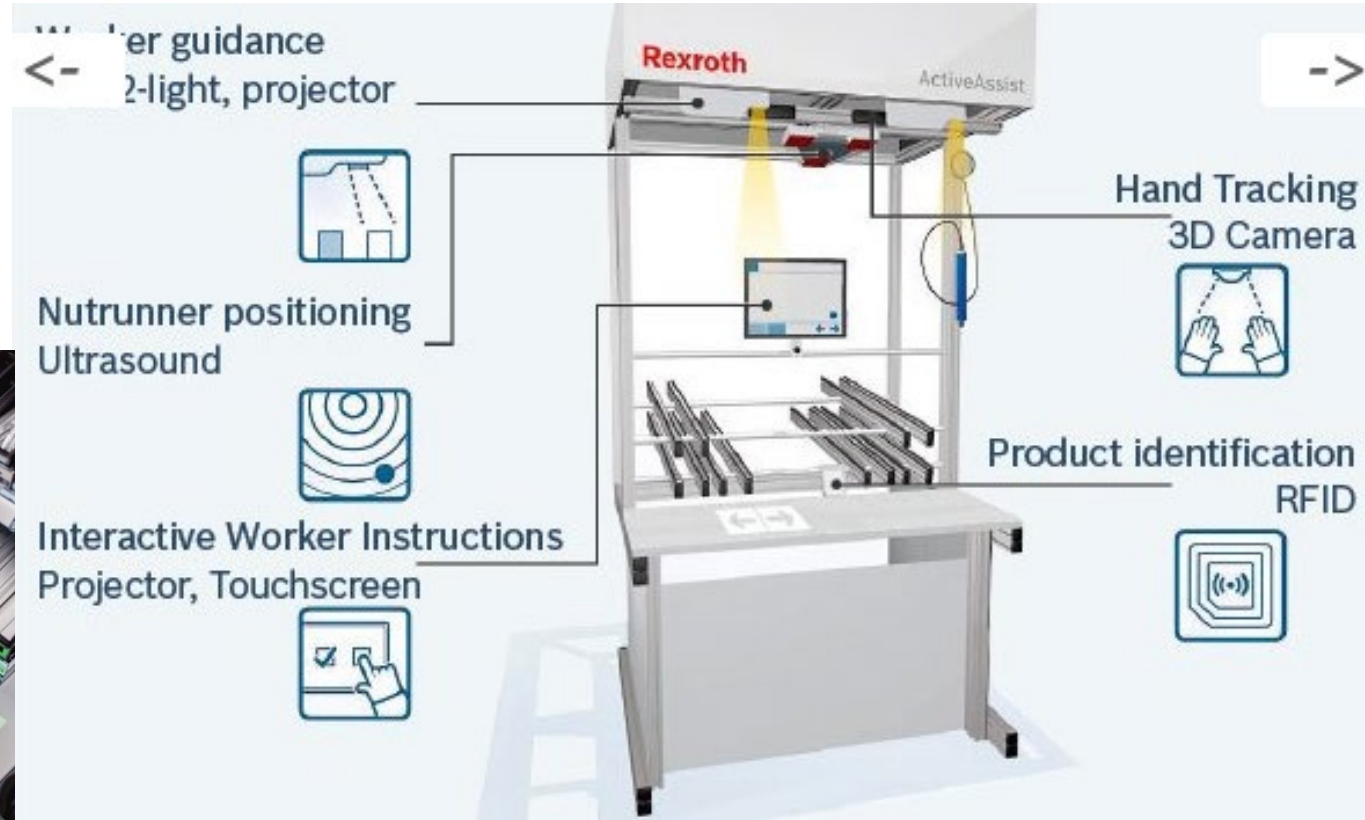 er guidance
<-
2-light, projector
Rexroth
ActiveAssist
->
Hand Tracking
3D Camera
Nutrunner positioning
Ultrasound
Product identification
RFID
Interactive Worker Instructions
Projector, Touchscreen